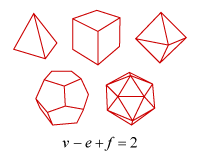 v − e + f = 2